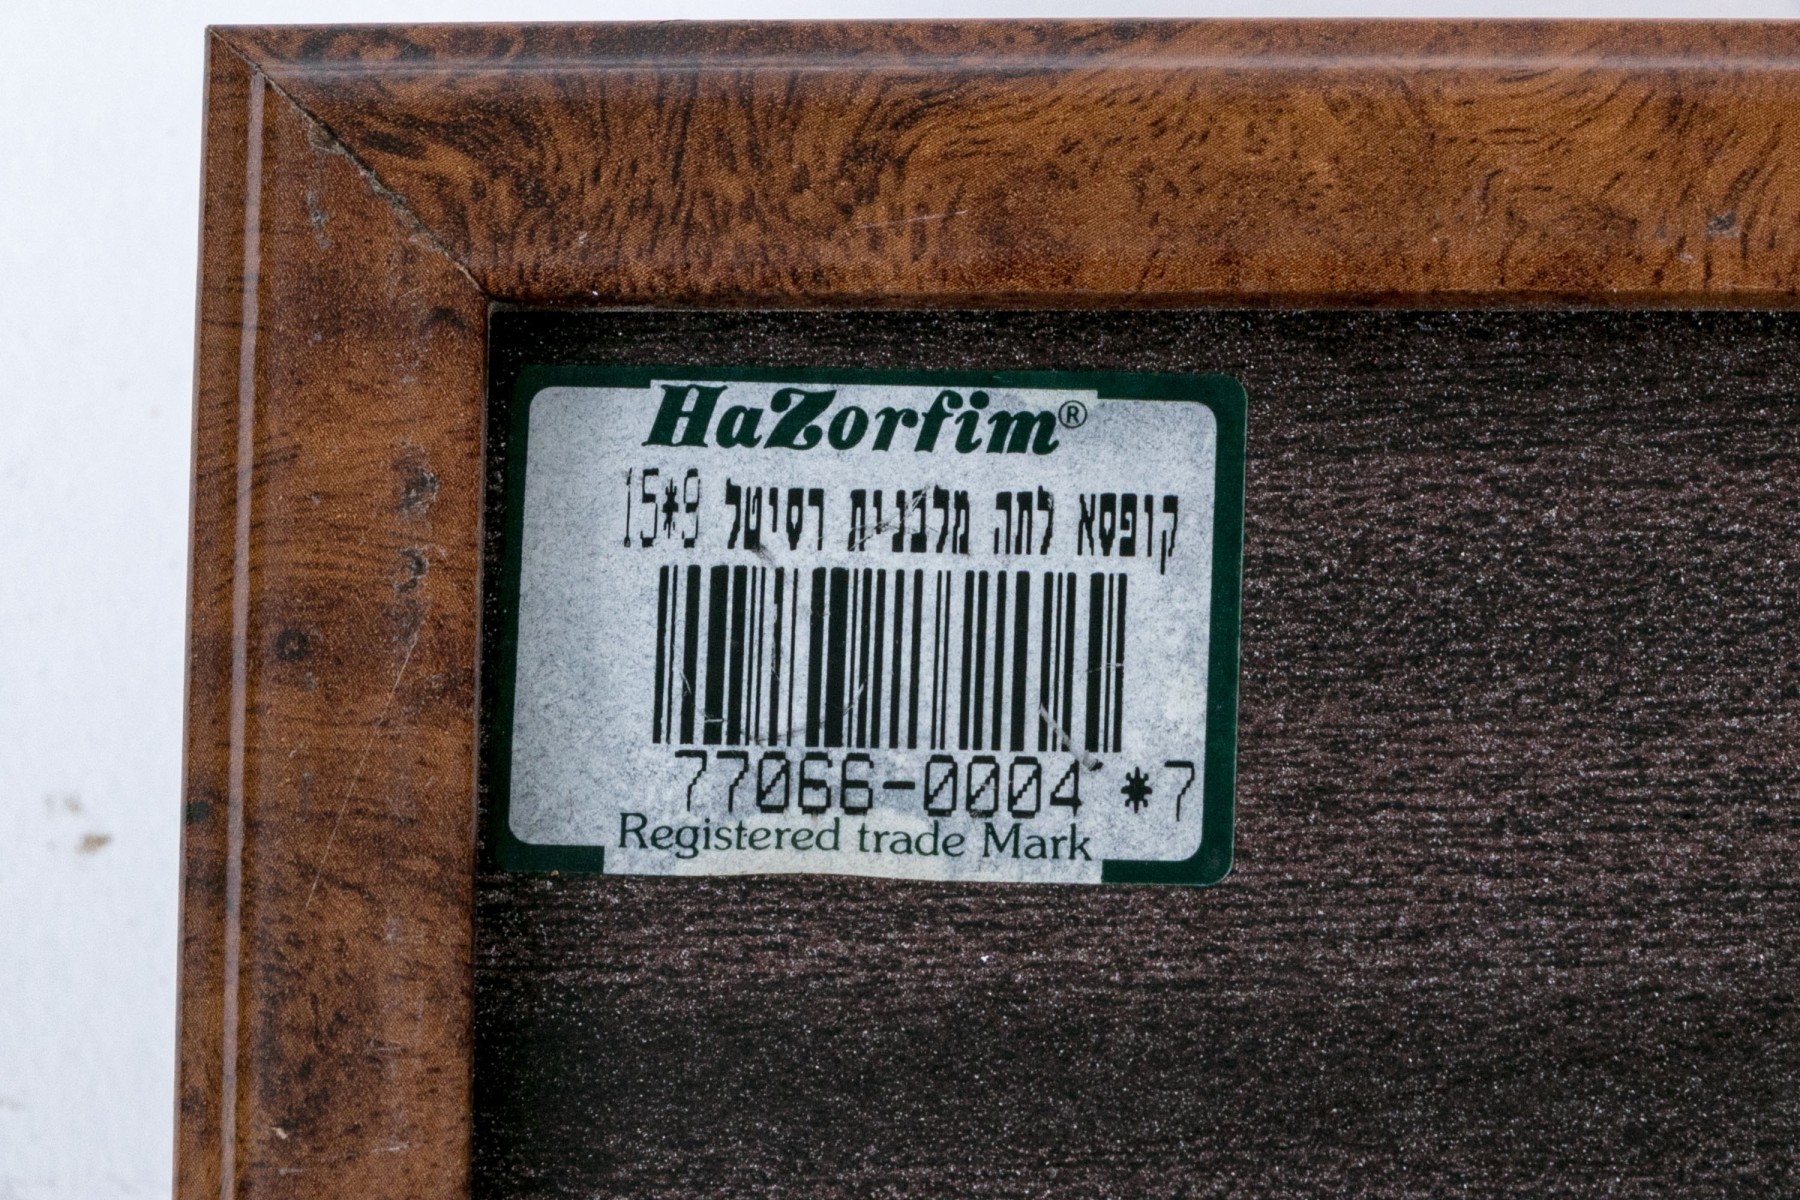 HaZorfim®
קופסא לתה מלבנית רסיטל 15*9
77066-0004 *7
Registered trade Mark